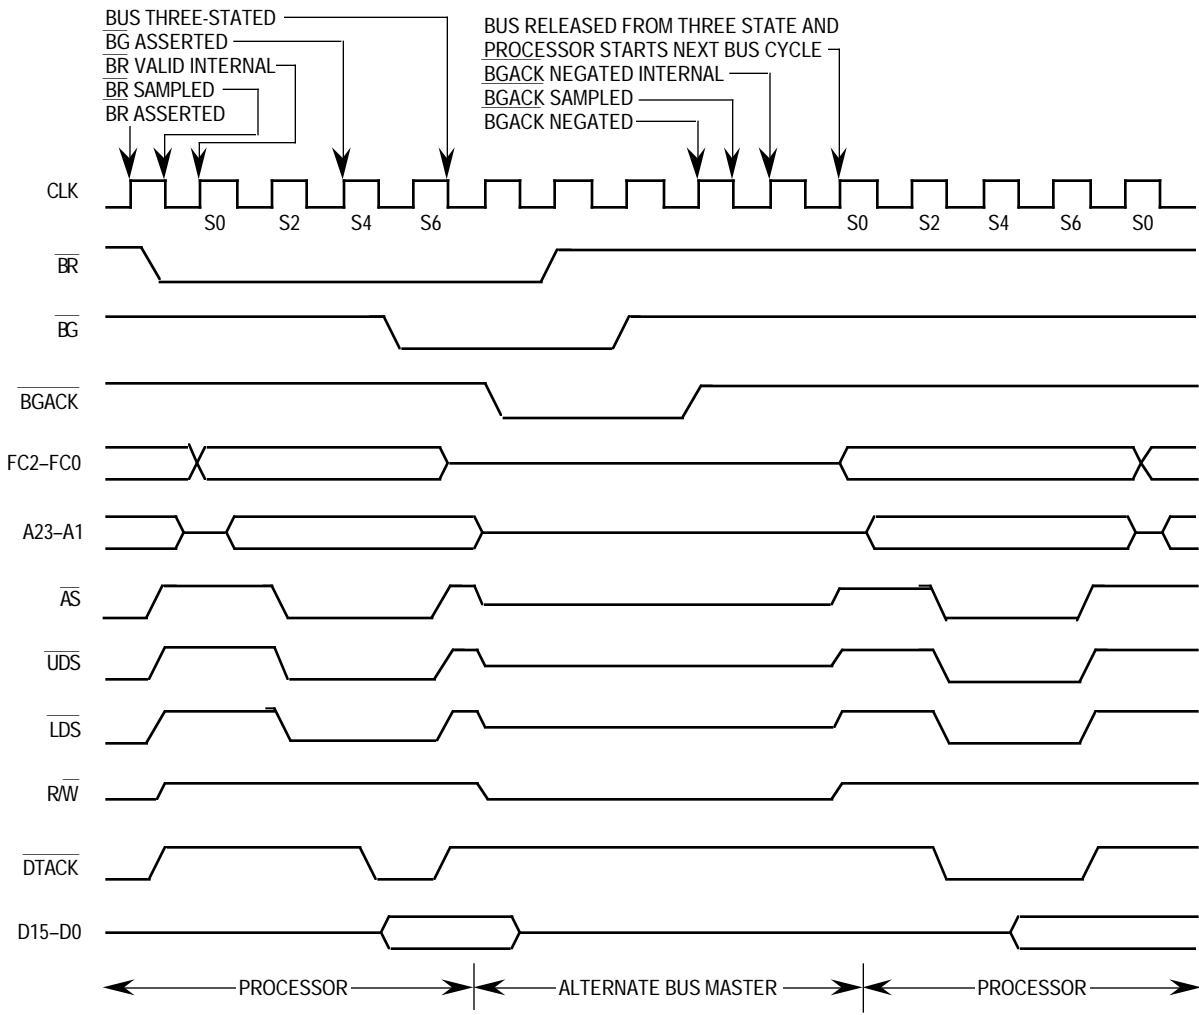 BUS THREE-STATED
BG ASSERTED
BR VALID INTERNAL
BR SAMPLED
BR ASSERTED
BUS RELEASED FROM THREE STATE AND
PROCESSOR STARTS NEXT BUS CYCLE
BGACK NEGATED INTERNAL
BGACK SAMPLED
BGACK NEGATED
CLK
S0 S2 S4 S6 S0 S2 S4 S6 S0
BR
BG
BGACK
FC2–FC0
A23–A1
AS
UDS
LDS
R/W
DTACK
D15–D0
PROCESSOR ALTERNATE BUS MASTER PROCESSOR